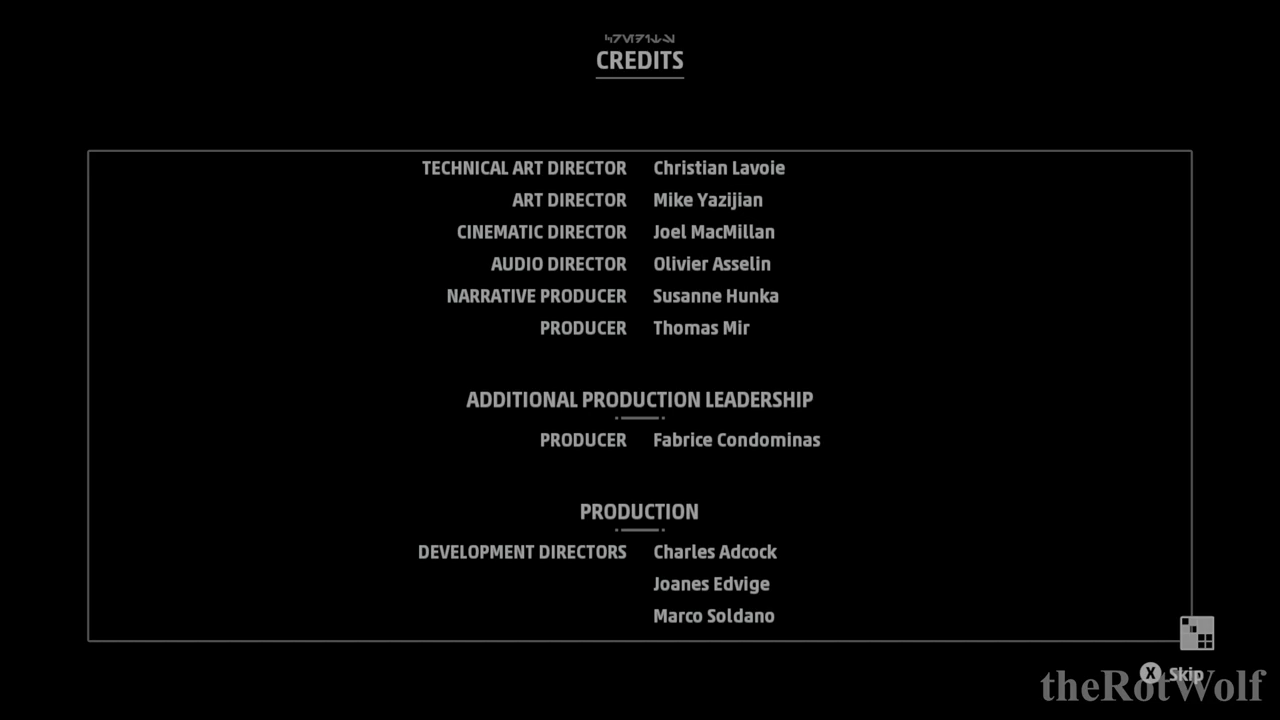 CREDITS
TECHNICAL ART DIRECTOR Christian Lavoie
ART DIRECTOR Mike Yazijian
CINEMATIC DIRECTOR Joel MacMillan
AUDIO DIRECTOR Olivier Asselin
NARRATIVE PRODUCER Susanne Hunka
PRODUCER Thomas Mir
ADDITIONAL PRODUCTION LEADERSHIP
PRODUCER Fabrice Condominas
PRODUCTION
DEVELOPMENT DIRECTORS Charles Adcock
Joanes Edvige
Marco Soldano
X Skip
theRotWolf